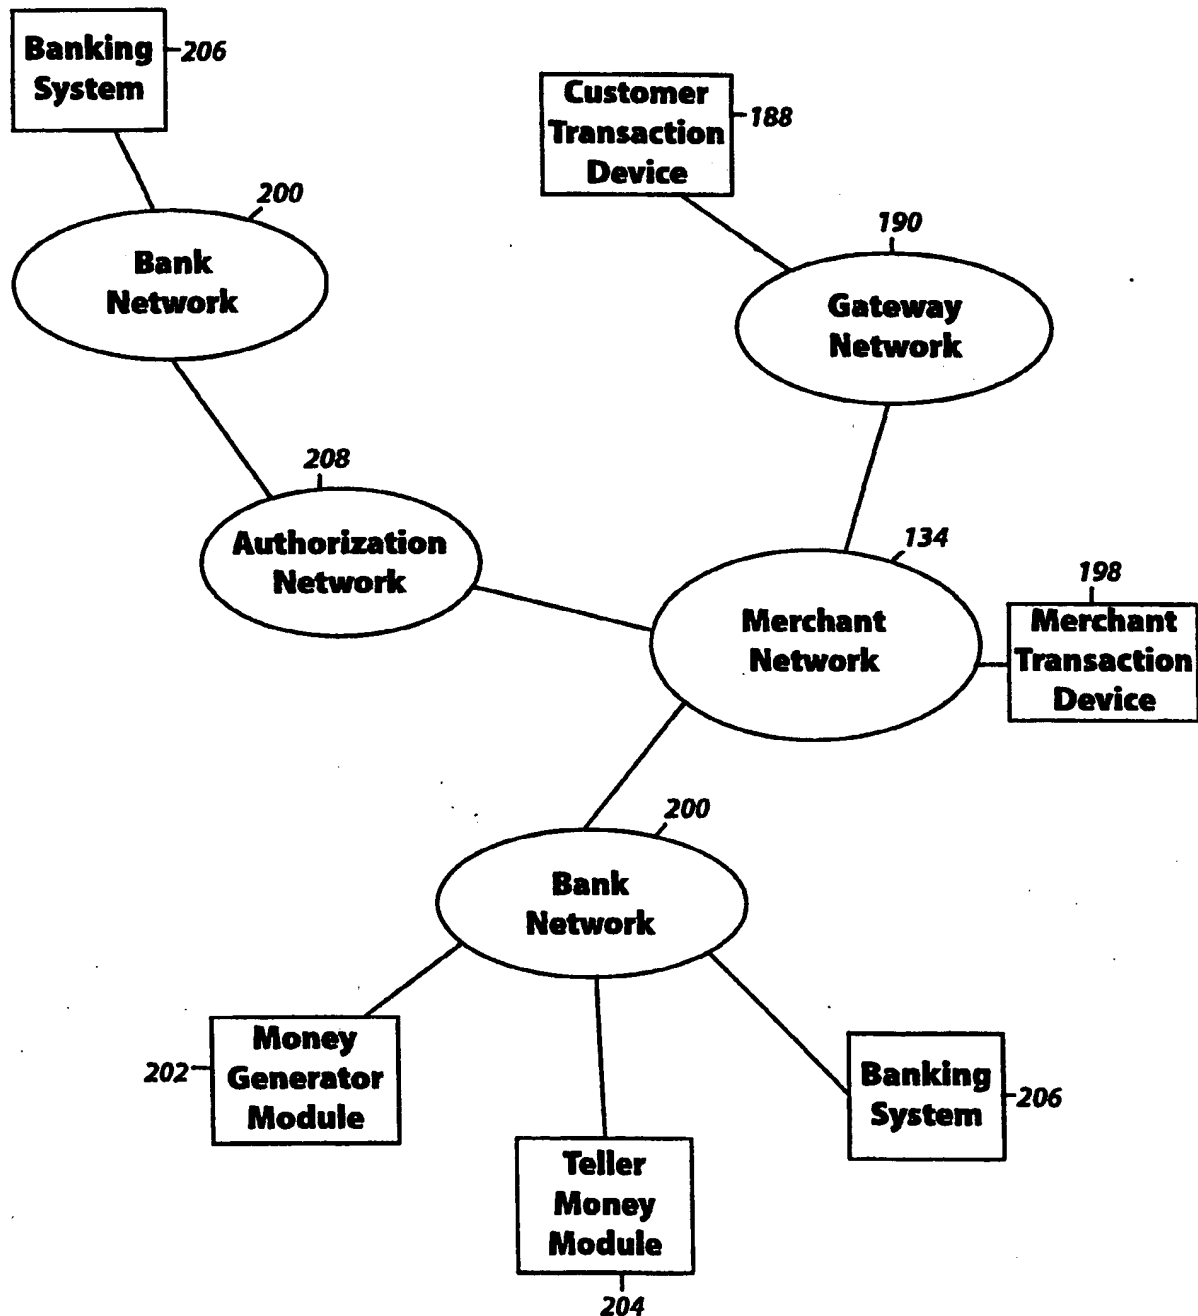 Banking
System
206
Customer
Transaction
Device
188
200
Bank
Network
190
Gateway
Network
208
Authorization
Network
134
Merchant
Network
198
Merchant
Transaction
Device
200
Bank
Network
Money
Generator
Module
202
Banking
System
206
Teller
Money
Module
204